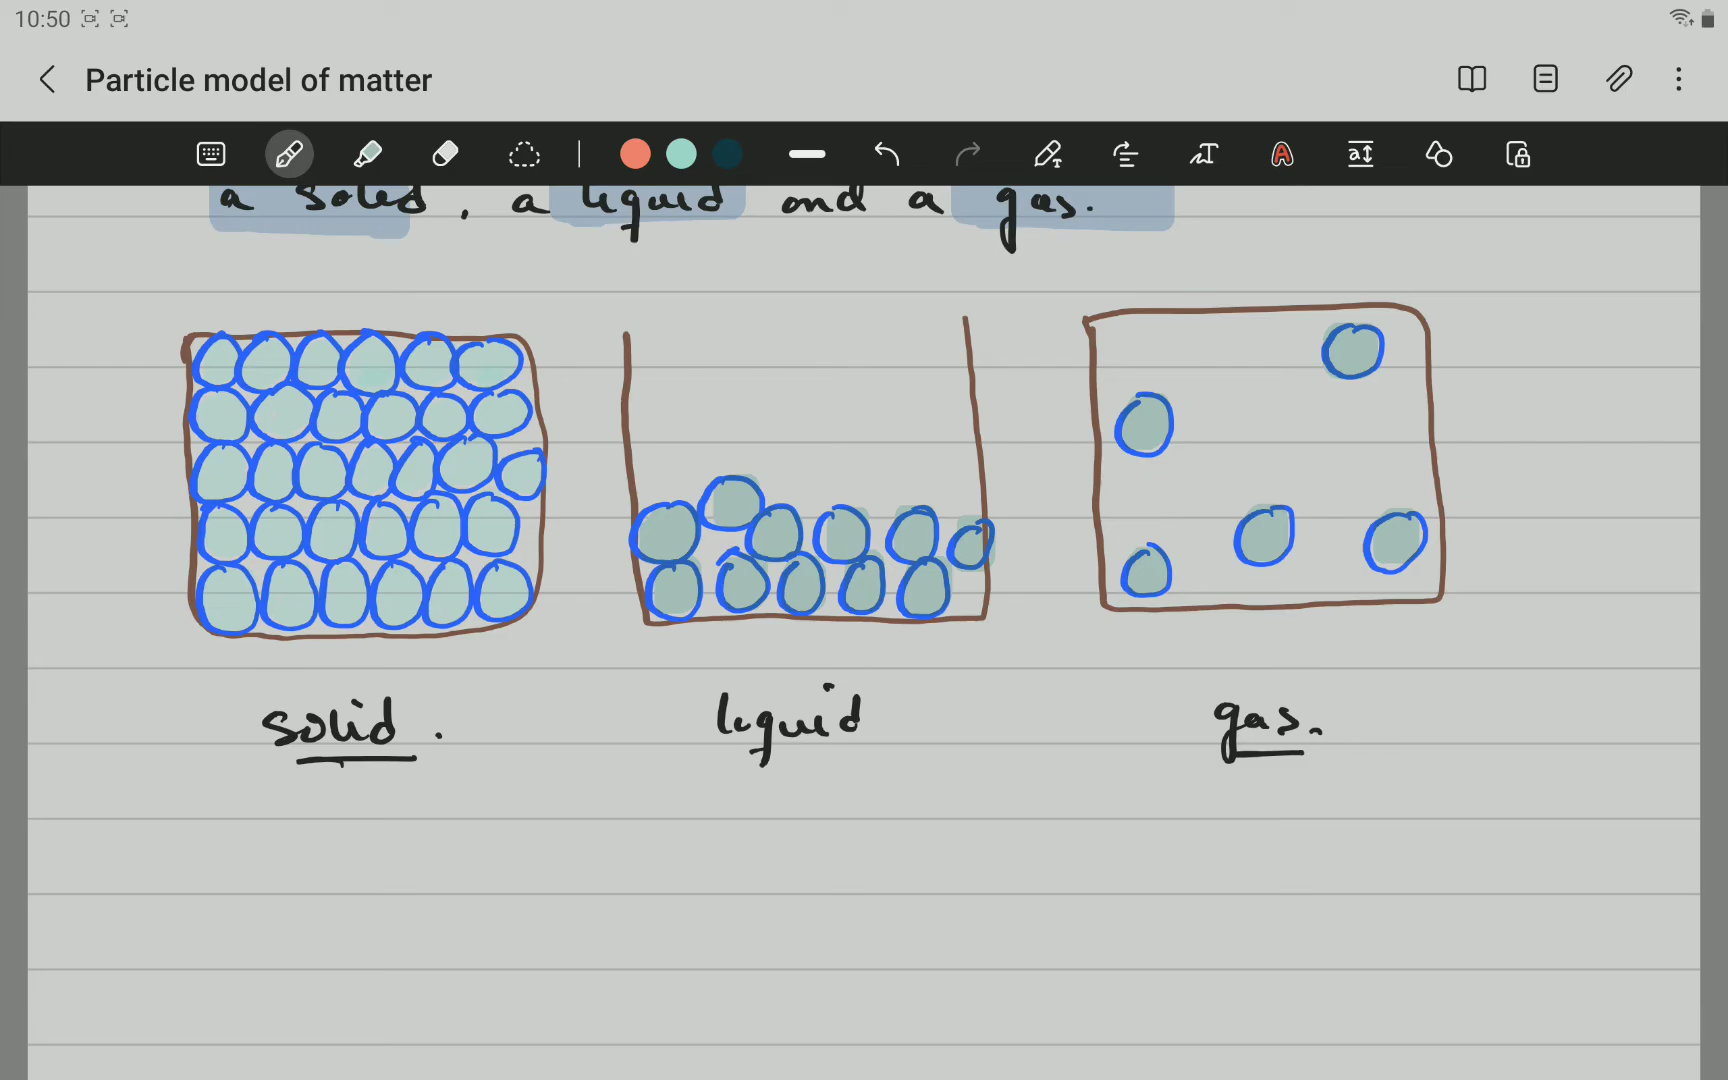 10:50
Particle model of matter
a solid, a liquid and a gas.
solid.
liquid
gas.